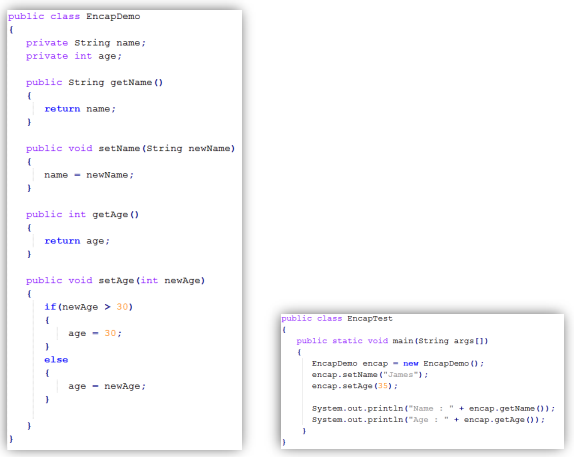 public class EncapDemo
{
private String name;
private int age;
public String getName()
{
return name;
}
public void setName(String newName)
{
name = newName;
}
public int getAge()
{
return age;
}
public void setAge(int newAge)
{
if(newAge > 30)
{
age = 30;
}
else
{
age = newAge;
}
}
}
public class EncapTest
{
public static void main(String args[])
{
EncapDemo encap = new EncapDemo();
encap.setName("James");
encap.setAge(35);
System.out.println("Name : " + encap.getName());
System.out.println("Age : " + encap.getAge());
}
}